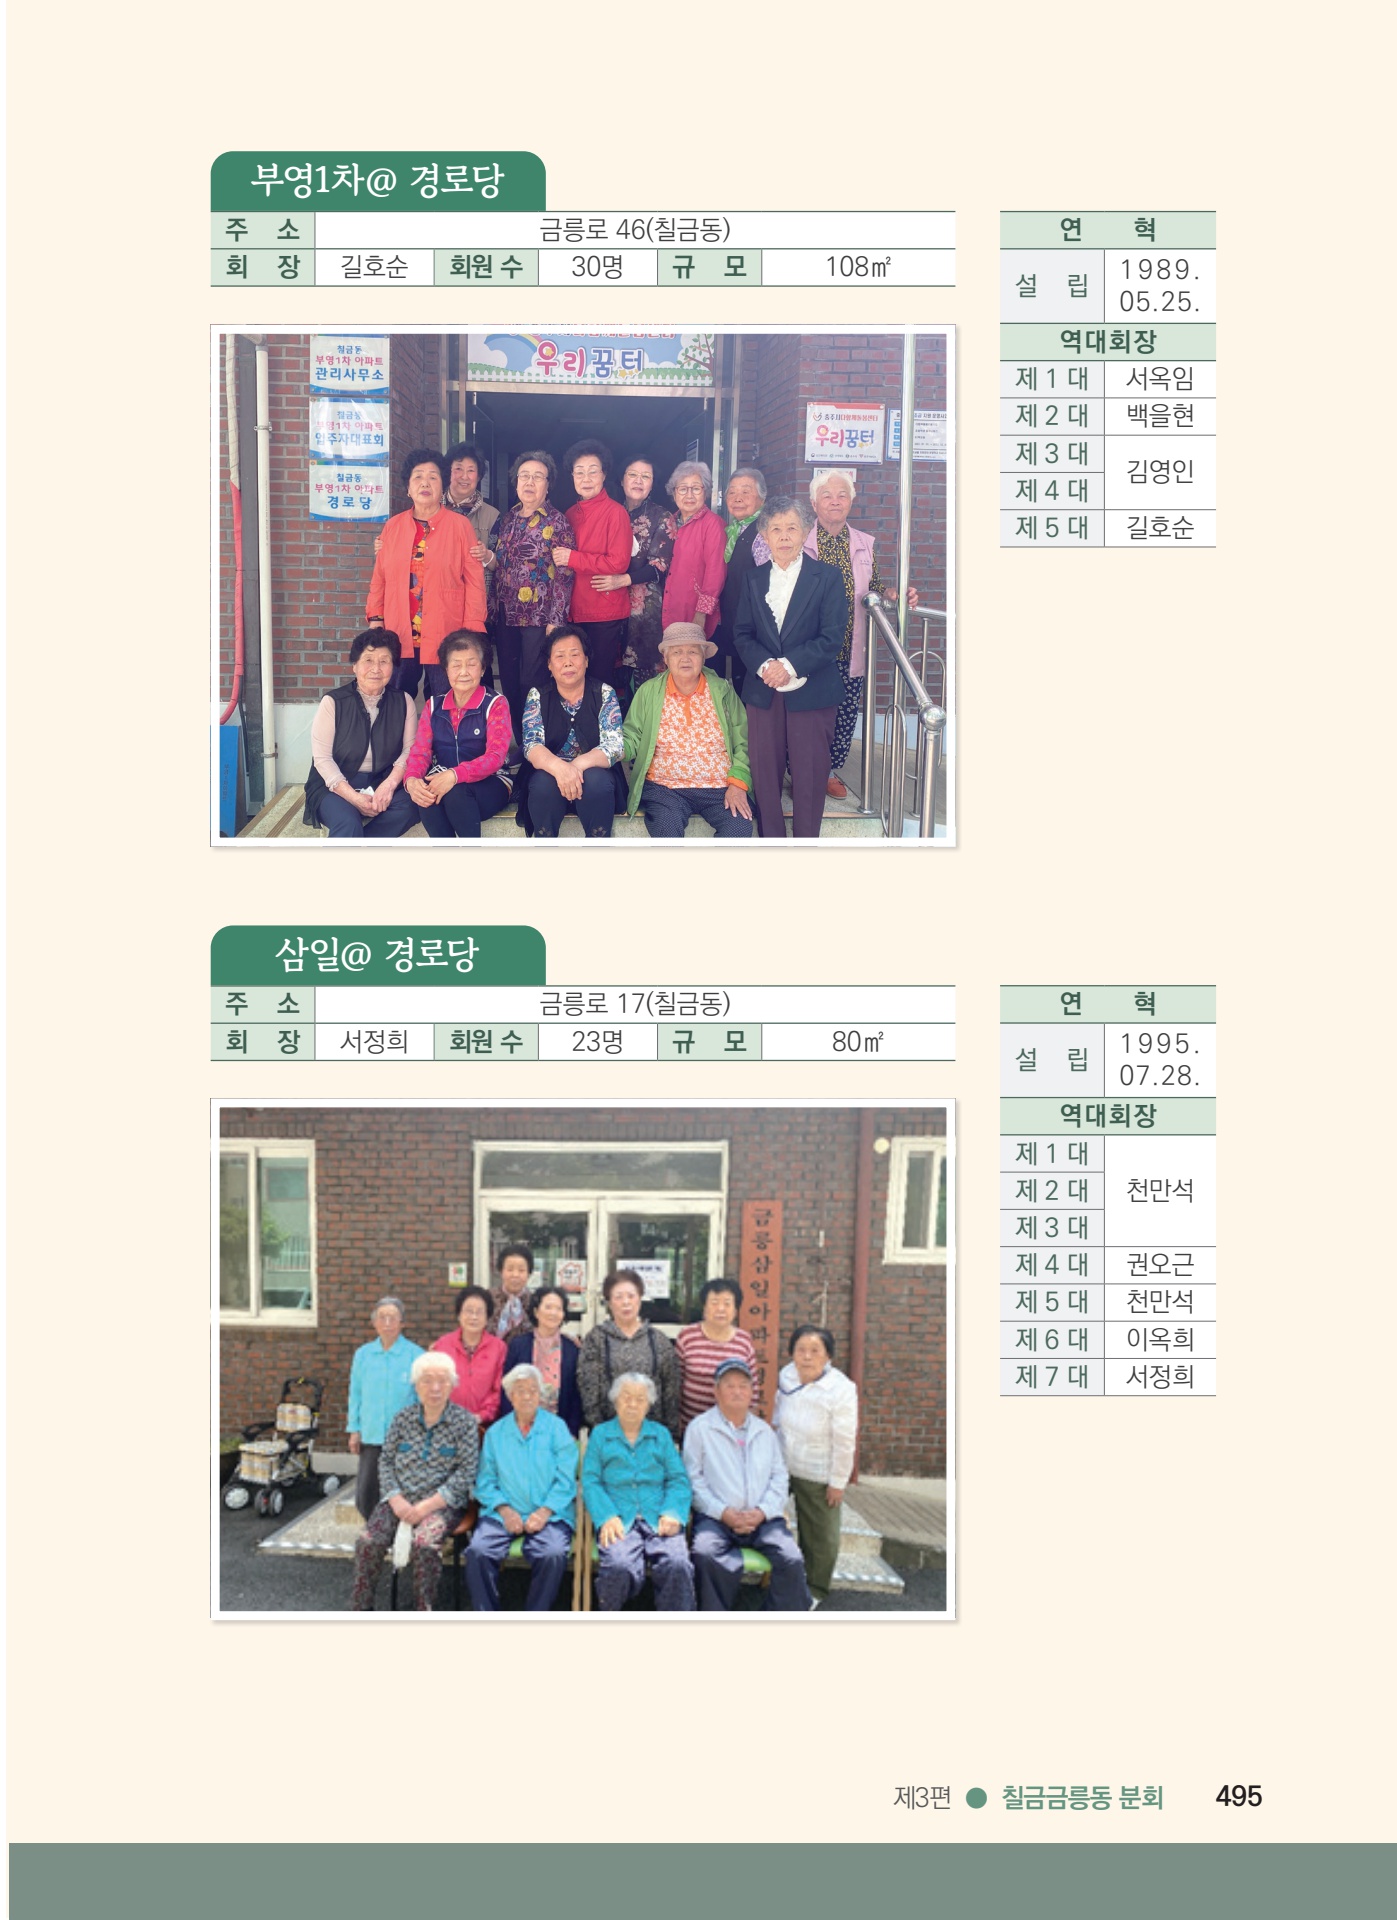 부영1차@ 경로당
주 소 금릉로 46(칠금동)
회 장 길호순 회원 수 30명 규 모 108㎡
연 혁
설 립 1989. 05.25.
역대회장
제 1 대 서옥임
제 2 대 백을현
제 3 대 김영인
제 4 대
제 5 대 길호순
우리꿈터
칠금동
부영1차 아파트
관리사무소
칠금동
부영1차 아파트
입주자대표회
칠금동
부영1차 아파트
경로당
충주시다함께돌봄센터
우리꿈터
삼일@ 경로당
주 소 금릉로 17(칠금동)
회 장 서정희 회원 수 23명 규 모 80㎡
연 혁
설 립 1995. 07.28.
역대회장
제 1 대 천만석
제 2 대
제 3 대
제 4 대 권오근
제 5 대 천만석
제 6 대 이옥희
제 7 대 서정희
금릉삼일아파
제3편 ● 칠금금릉동 분회 495